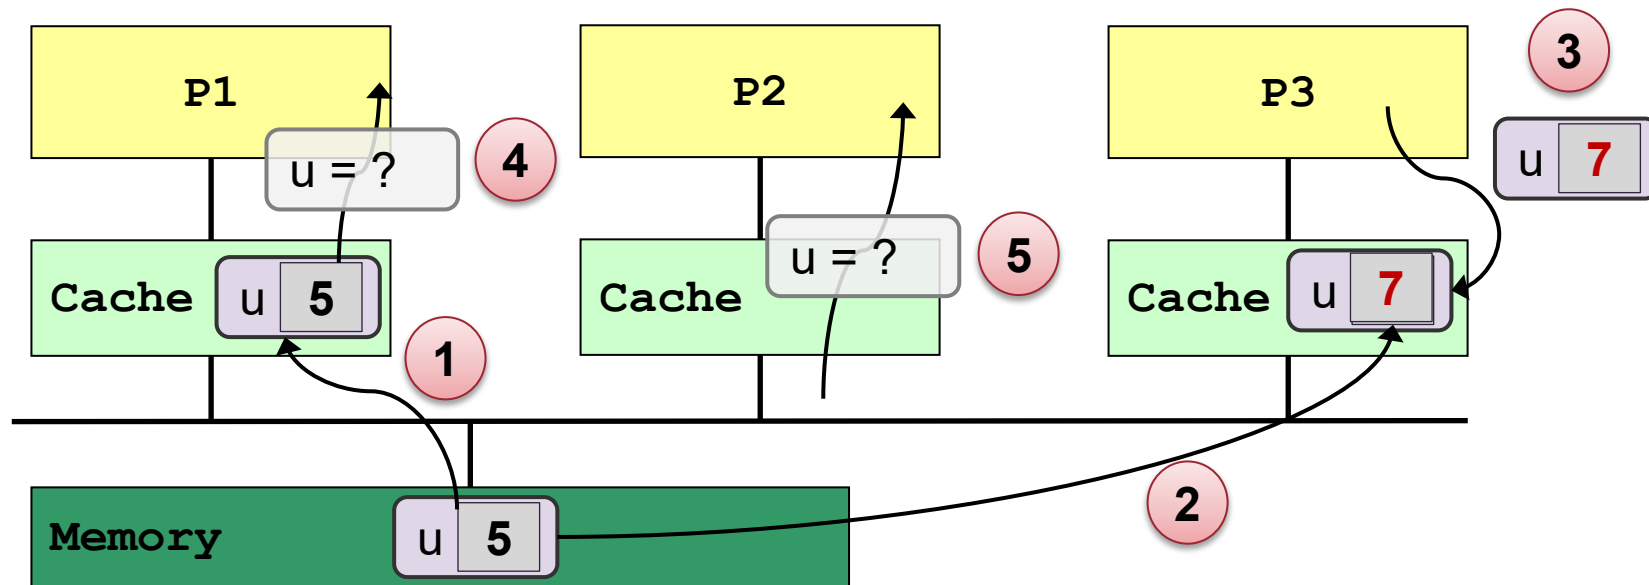 P1
P2
P3
3
u = ?
4
u 7
u = ?
5
Cache u 5
Cache
Cache u 7
1
2
Memory u 5